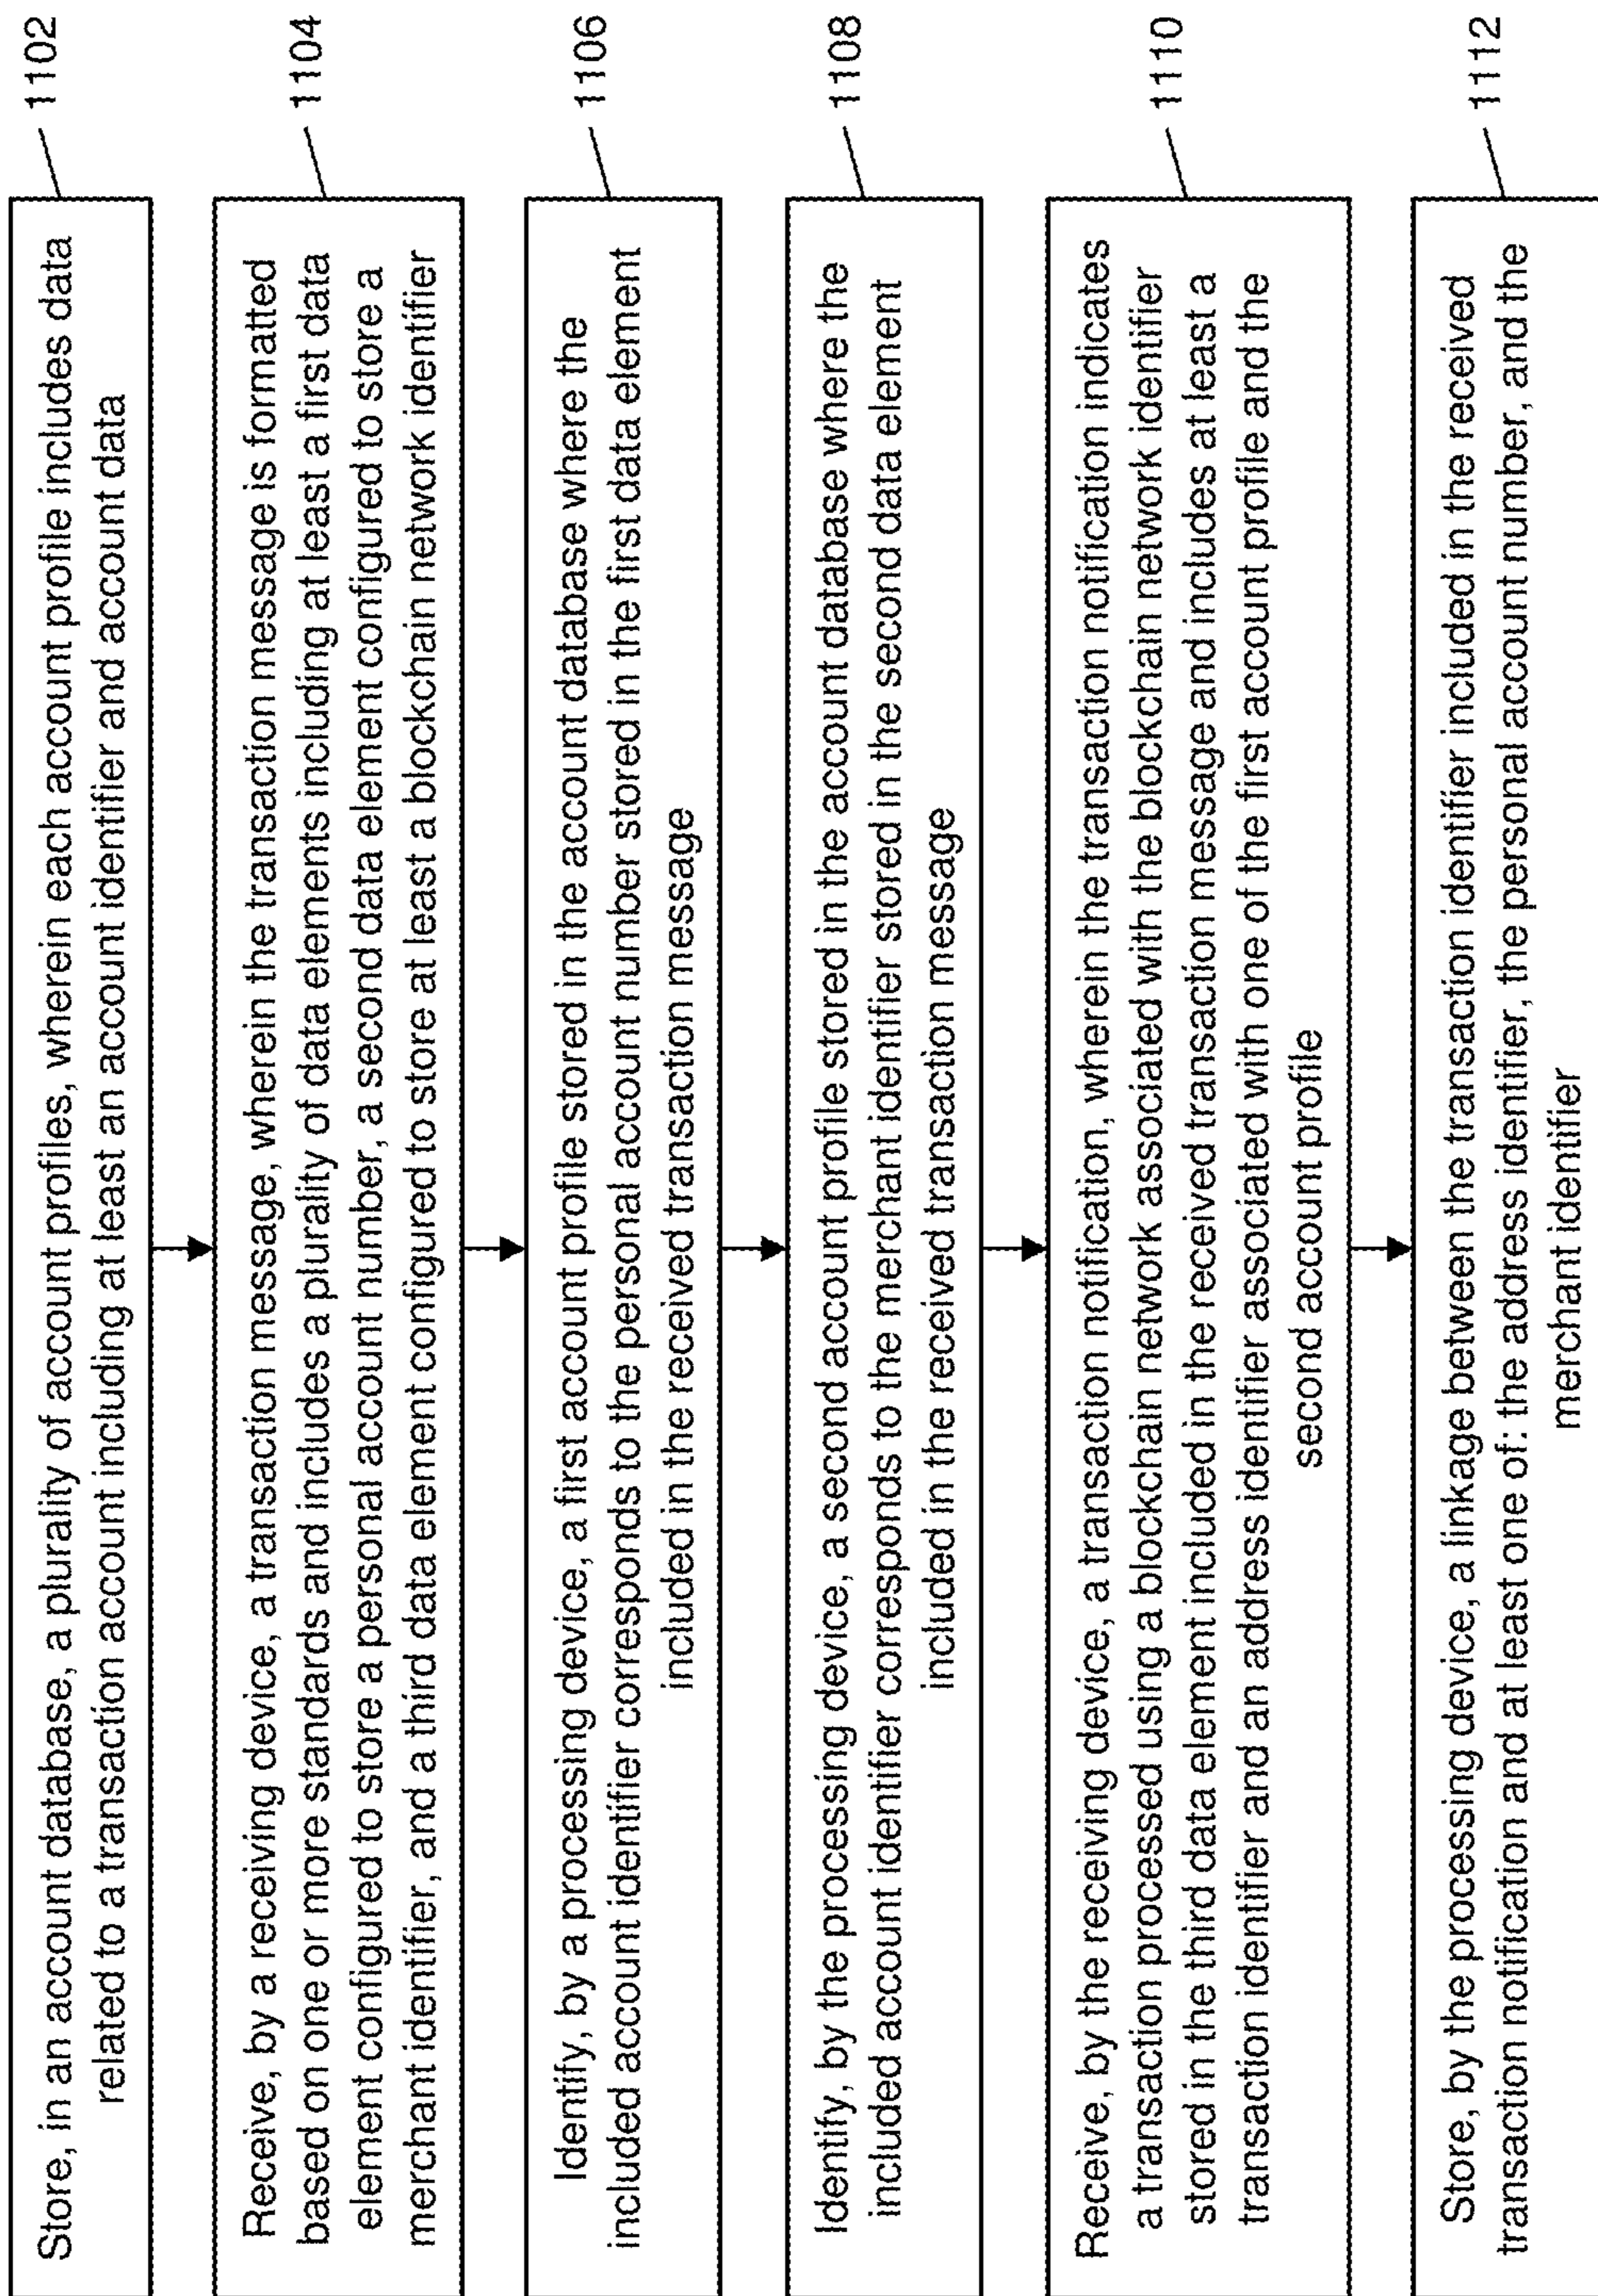 Store, in an account database, a plurality of account profiles, wherein each account profile includes data
related to a transaction account including at least an account identifier and account data
1102
Receive, by a receiving device, a transaction message, wherein the transaction message is formatted
based on one or more standards and includes a plurality of data elements including at least a first data
element configured to store a personal account number, a second data element configured to store a
merchant identifier, and a third data element configured to store at least a blockchain network identifier
1104
Identify, by a processing device, a first account profile stored in the account database where the
included account identifier corresponds to the personal account number stored in the first data element
included in the received transaction message
1106
Identify, by the processing device, a second account profile stored in the account database where the
included account identifier corresponds to the merchant identifier stored in the second data element
included in the received transaction message
1108
Receive, by the receiving device, a transaction notification, wherein the transaction notification indicates
a transaction processed using a blockchain network associated with the blockchain network identifier
stored in the third data element included in the received transaction message and includes at least a
transaction identifier and an address identifier associated with one of the first account profile and the
second account profile
1110
Store, by the processing device, a linkage between the transaction identifier included in the received
transaction notification and at least one of: the address identifier, the personal account number, and the
merchant identifier
1112